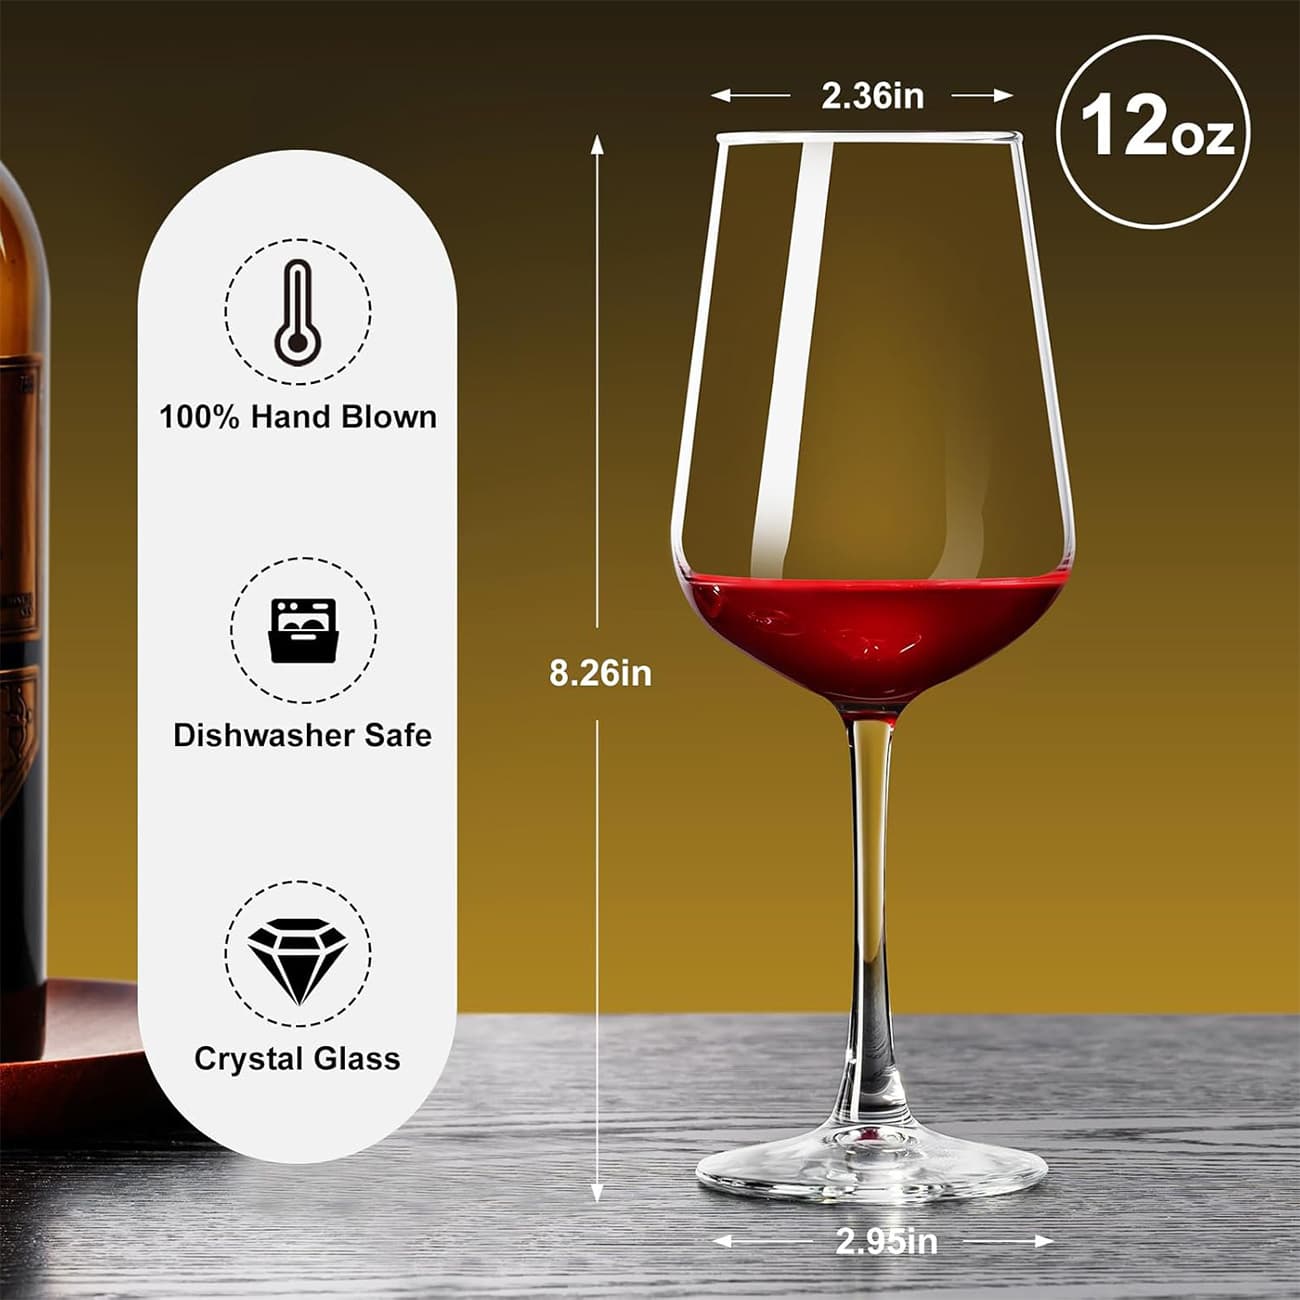 2.36in
12oz
100% Hand Blown
8.26in
Dishwasher Safe
Crystal Glass
2.95in